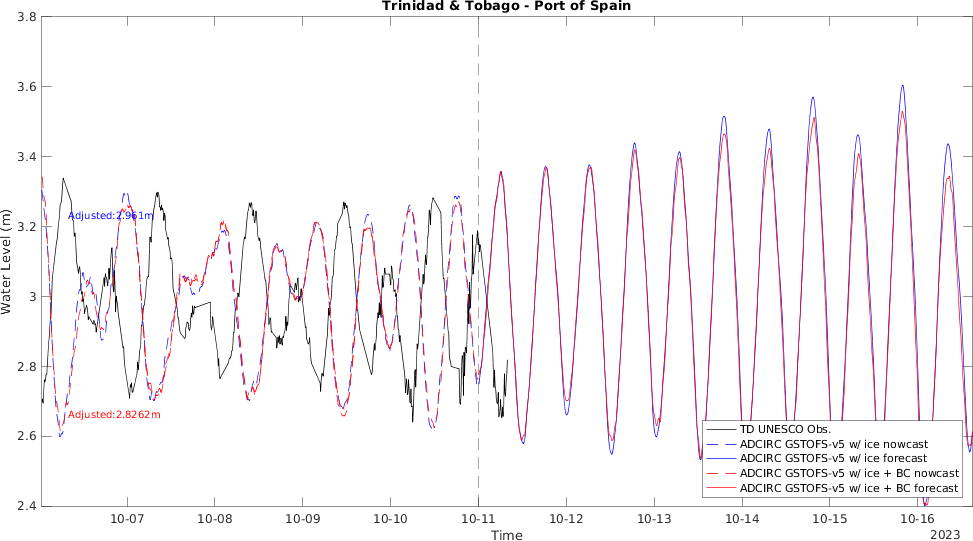 Trinidad & Tobago - Port of Spain
3.8
3.6
3.4
3.2
3
2.8
2.6
2.4
Water Level (m)
Adjusted:2.961m
Adjusted:2.8262m
TD UNESCO Obs.
ADCIRC GSTOFS-v5 w/ ice nowcast
ADCIRC GSTOFS-v5 w/ ice forecast
ADCIRC GSTOFS-v5 w/ ice + BC nowcast
ADCIRC GSTOFS-v5 w/ ice + BC forecast
10-07 10-08 10-09 10-10 10-11 10-12 10-13 10-14 10-15 10-16
Time
2023